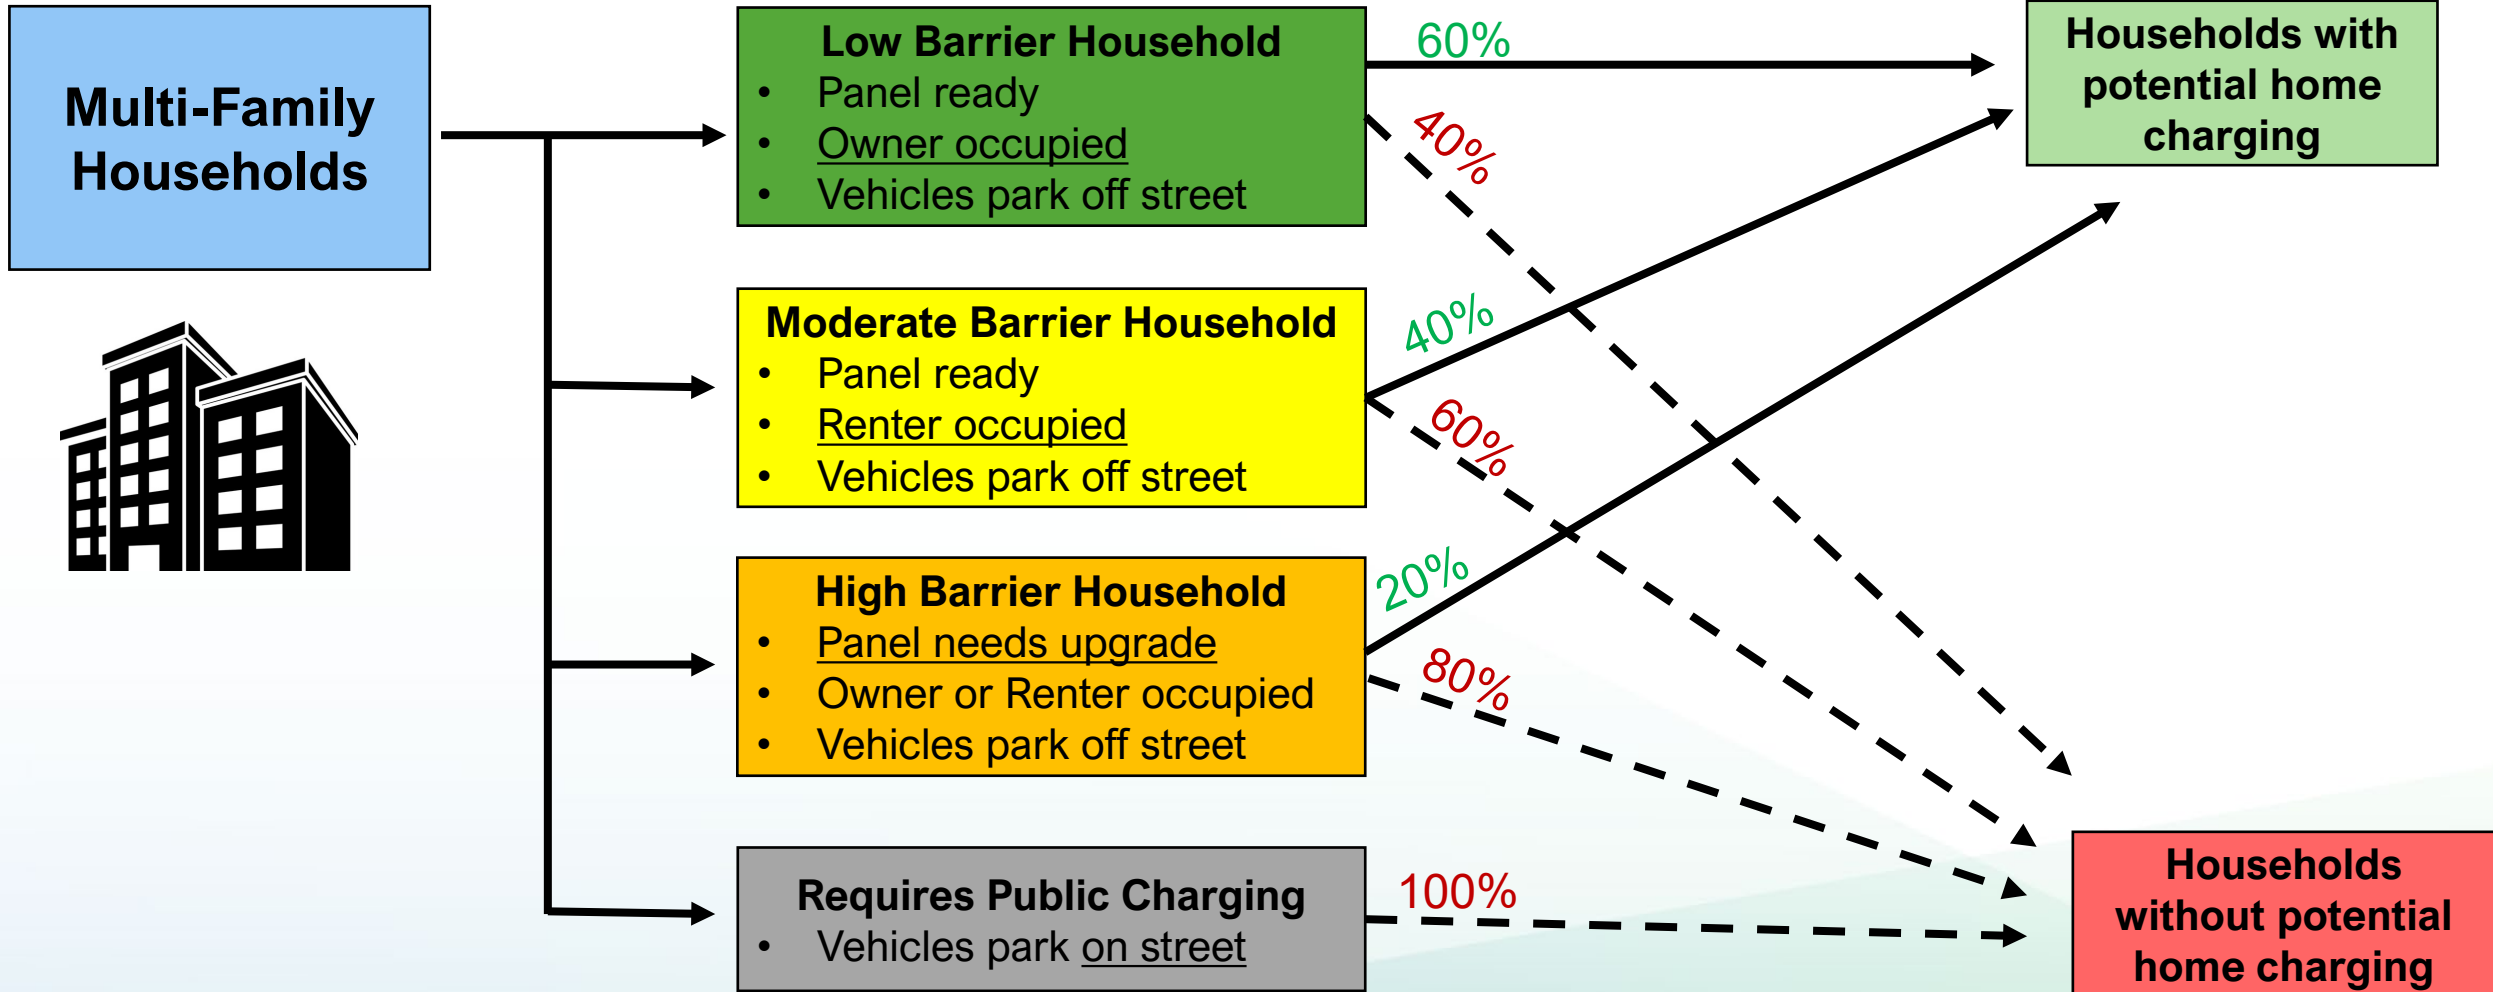 Multi-Family
Households
Low Barrier Household
• Panel ready
• Owner occupied
• Vehicles park off street
60%
40%
Households with
potential home
charging
Moderate Barrier Household
• Panel ready
• Renter occupied
• Vehicles park off street
40%
60%
High Barrier Household
• Panel needs upgrade
• Owner or Renter occupied
• Vehicles park off street
20%
80%
Requires Public Charging
• Vehicles park on street
100%
Households
without potential
home charging